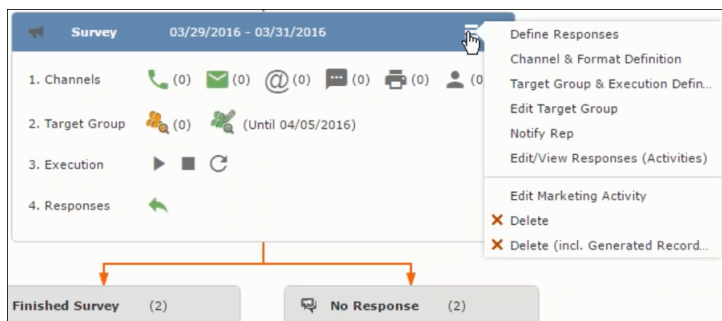 Survey 03/29/2016 - 03/31/2016
Define Responses
Channel & Format Definition
1. Channels (0) (0) @ (0) (0) (0) (0
Target Group & Execution Defin...
Edit Target Group
2. Target Group (0) (Until 04/05/2016)
Notify Rep
Edit/View Responses (Activities)
3. Execution
Edit Marketing Activity
4. Responses
Delete
Delete (incl. Generated Record...
Finished Survey (2)
No Response (2)